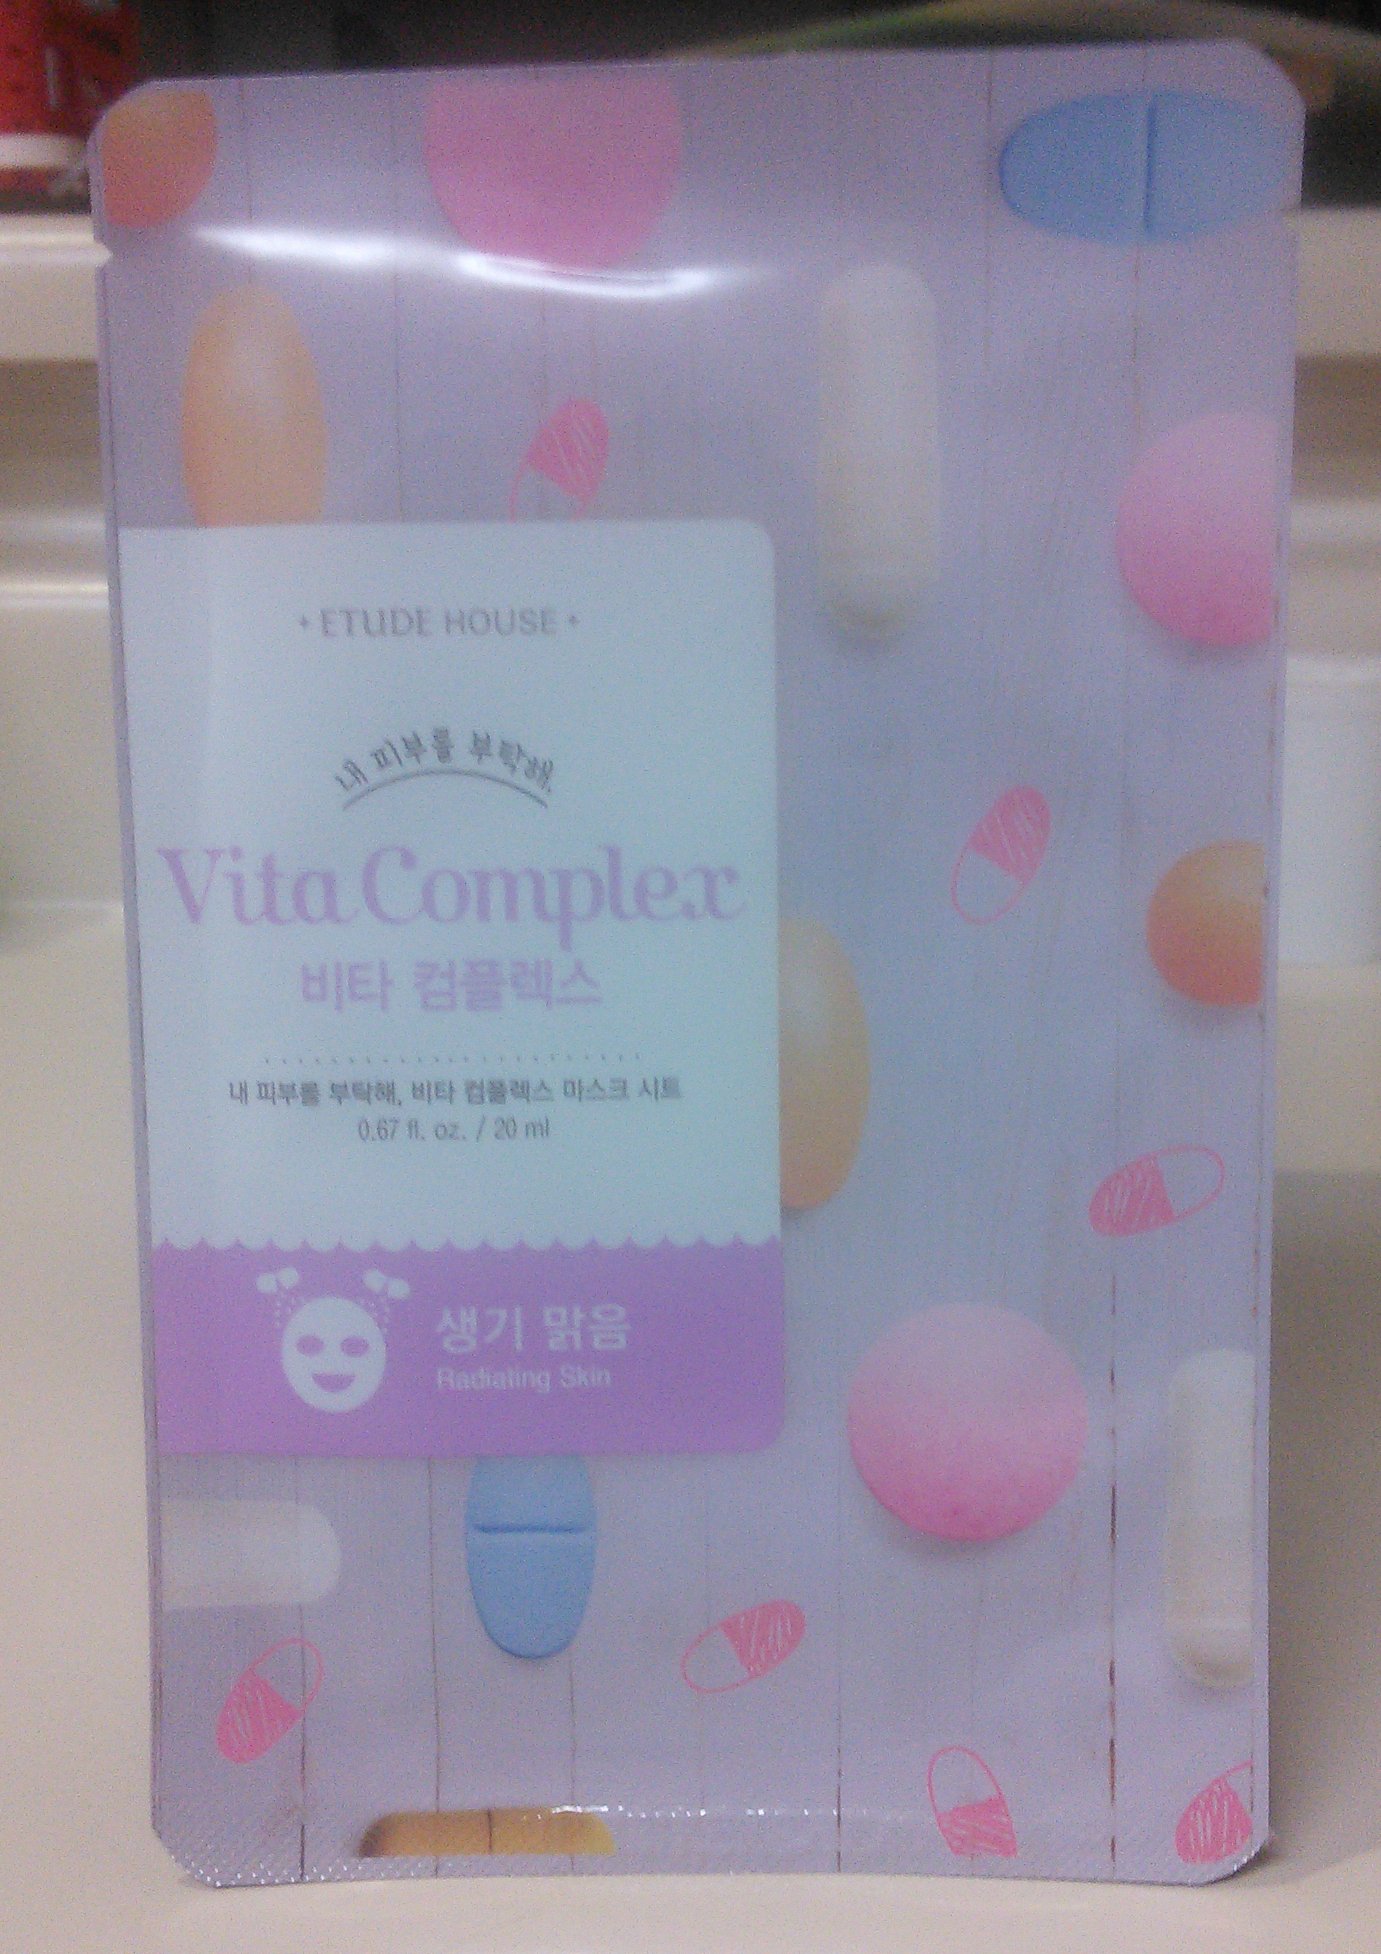 ETUDE HOUSE
내 피부를 부탁해.
Vita Complex
비타 컴플렉스
내 피부를 부탁해, 비타 컴플렉스 마스크 시트
0.67 fl. oz. / 20 ml
생기 맑음
Radiating Skin